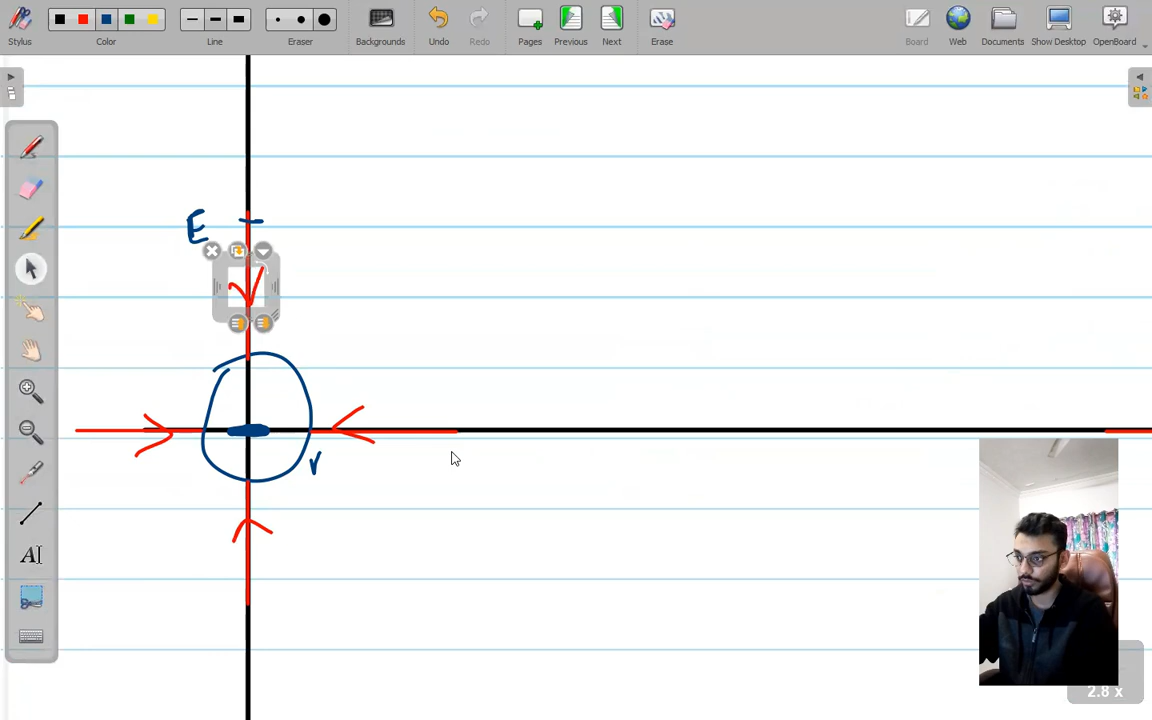 Stylus
Color
Line
Eraser
Backgrounds
Undo
Redo
Pages
Previous
Next
Erase
Board
Web
Documents
Show Desktop
OpenBoard
E
r
2.8 x